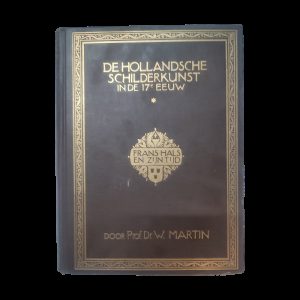 DE HOLLANDSCHE
SCHILDERKUNST
IN DE 17E EEUW
*
FRANS HALS
EN ZIJN TIJD
DOOR Prof. Dr. W. MARTIN